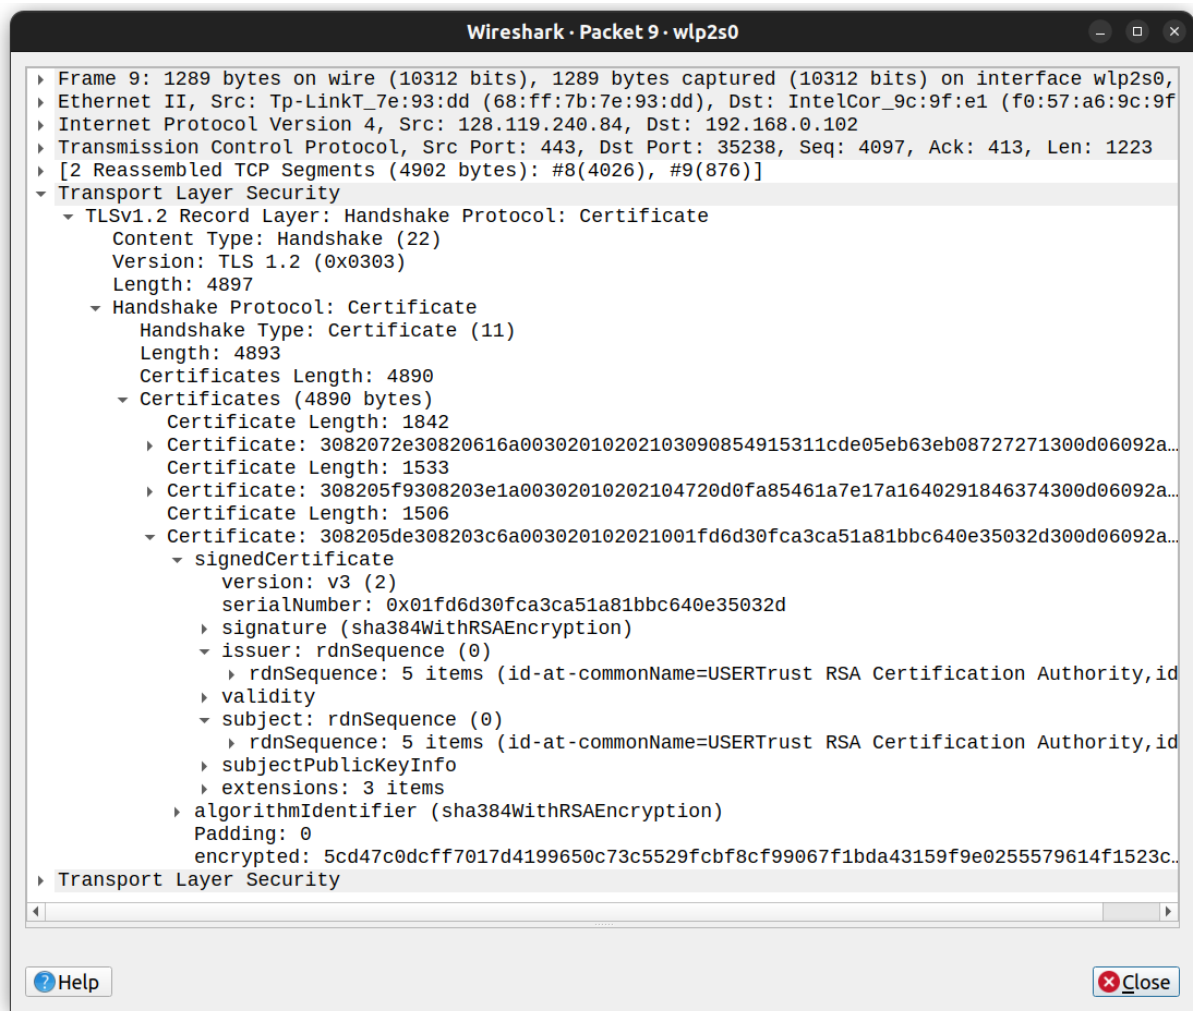 Wireshark · Packet 9 · wlp2s0
Frame 9: 1289 bytes on wire (10312 bits), 1289 bytes captured (10312 bits) on interface wlp2s0,
Ethernet II, Src: Tp-LinkT_7e:93:dd (68:ff:7b:7e:93:dd), Dst: IntelCor_9c:9f:e1 (f0:57:a6:9c:9f
Internet Protocol Version 4, Src: 128.119.240.84, Dst: 192.168.0.102
Transmission Control Protocol, Src Port: 443, Dst Port: 35238, Seq: 4097, Ack: 413, Len: 1223
[2 Reassembled TCP Segments (4902 bytes): #8(4026), #9(876)]
Transport Layer Security
TLSv1.2 Record Layer: Handshake Protocol: Certificate
Content Type: Handshake (22)
Version: TLS 1.2 (0x0303)
Length: 4897
Handshake Protocol: Certificate
Handshake Type: Certificate (11)
Length: 4893
Certificates Length: 4890
Certificates (4890 bytes)
Certificate Length: 1842
Certificate: 3082072e30820616a00302010202103090854915311cde05eb63eb08727271300d06092a…
Certificate Length: 1533
Certificate: 308205f9308203e1a00302010202104720d0fa85461a7e17a1640291846374300d06092a…
Certificate Length: 1506
Certificate: 308205de308203c6a003020102021001fd6d30fca3ca51a81bbc640e35032d300d06092a…
signedCertificate
version: v3 (2)
serialNumber: 0x01fd6d30fca3ca51a81bbc640e35032d
signature (sha384WithRSAEncryption)
issuer: rdnSequence (0)
rdnSequence: 5 items (id-at-commonName=USERTrust RSA Certification Authority,id
validity
subject: rdnSequence (0)
rdnSequence: 5 items (id-at-commonName=USERTrust RSA Certification Authority,id
subjectPublicKeyInfo
extensions: 3 items
algorithmIdentifier (sha384WithRSAEncryption)
Padding: 0
encrypted: 5cd47c0dcff7017d4199650c73c5529fcbf8cf99067f1bda43159f9e0255579614f1523c…
Transport Layer Security
Help
Close